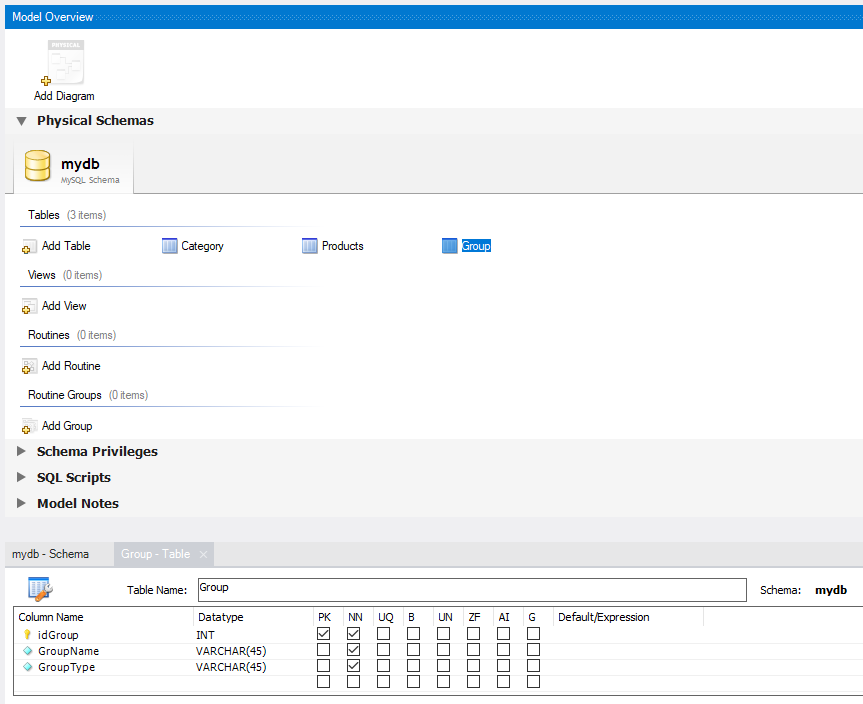 Model Overview
PHYSICAL
Add Diagram
Physical Schemas
mydb
MySQL Schema
Tables (3 items)
Add Table Category Products Group
Views (0 items)
Add View
Routines (0 items)
Add Routine
Routine Groups (0 items)
Add Group
Schema Privileges
SQL Scripts
Model Notes
mydb - Schema Group - Table ×
Table Name: Group Schema: mydb
Column Name Datatype PK NN UQ B UN ZF AI G Default/Expression
idGroup INT
GroupName VARCHAR(45)
GroupType VARCHAR(45)